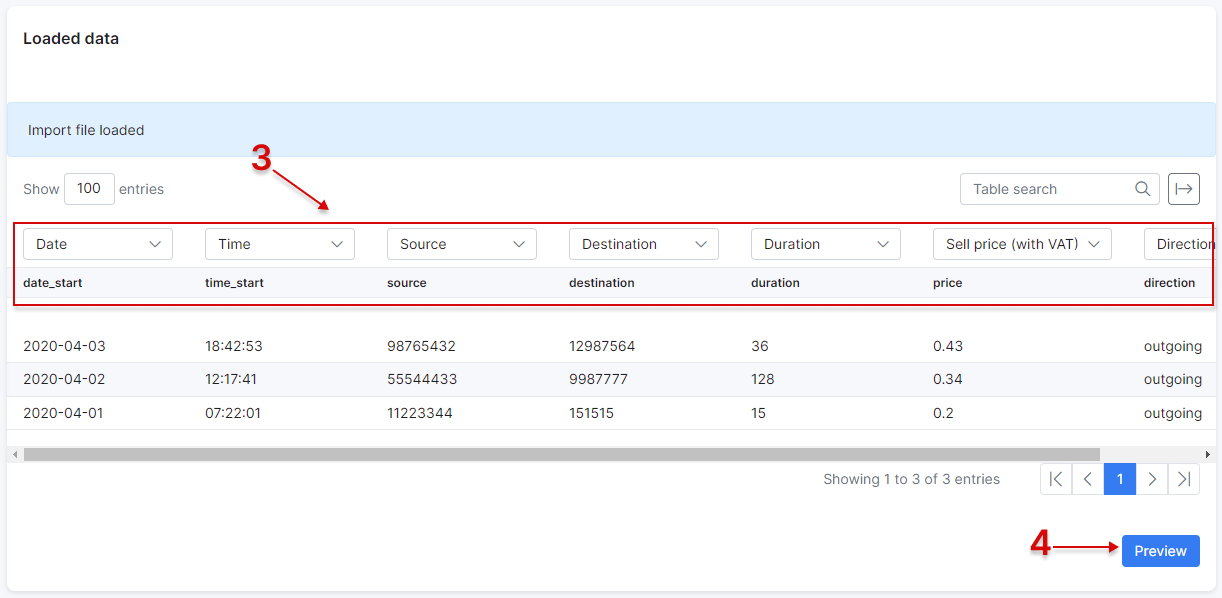 Loaded data
Import file loaded
3
Show 100 entries
Table search
Date Time Source Destination Duration Sell price (with VAT) Direction
date_start time_start source destination duration price direction
2020-04-03 18:42:53 98765432 12987564 36 0.43 outgoing
2020-04-02 12:17:41 55544433 9987777 128 0.34 outgoing
2020-04-01 07:22:01 11223344 151515 15 0.2 outgoing
Showing 1 to 3 of 3 entries 1
4 Preview